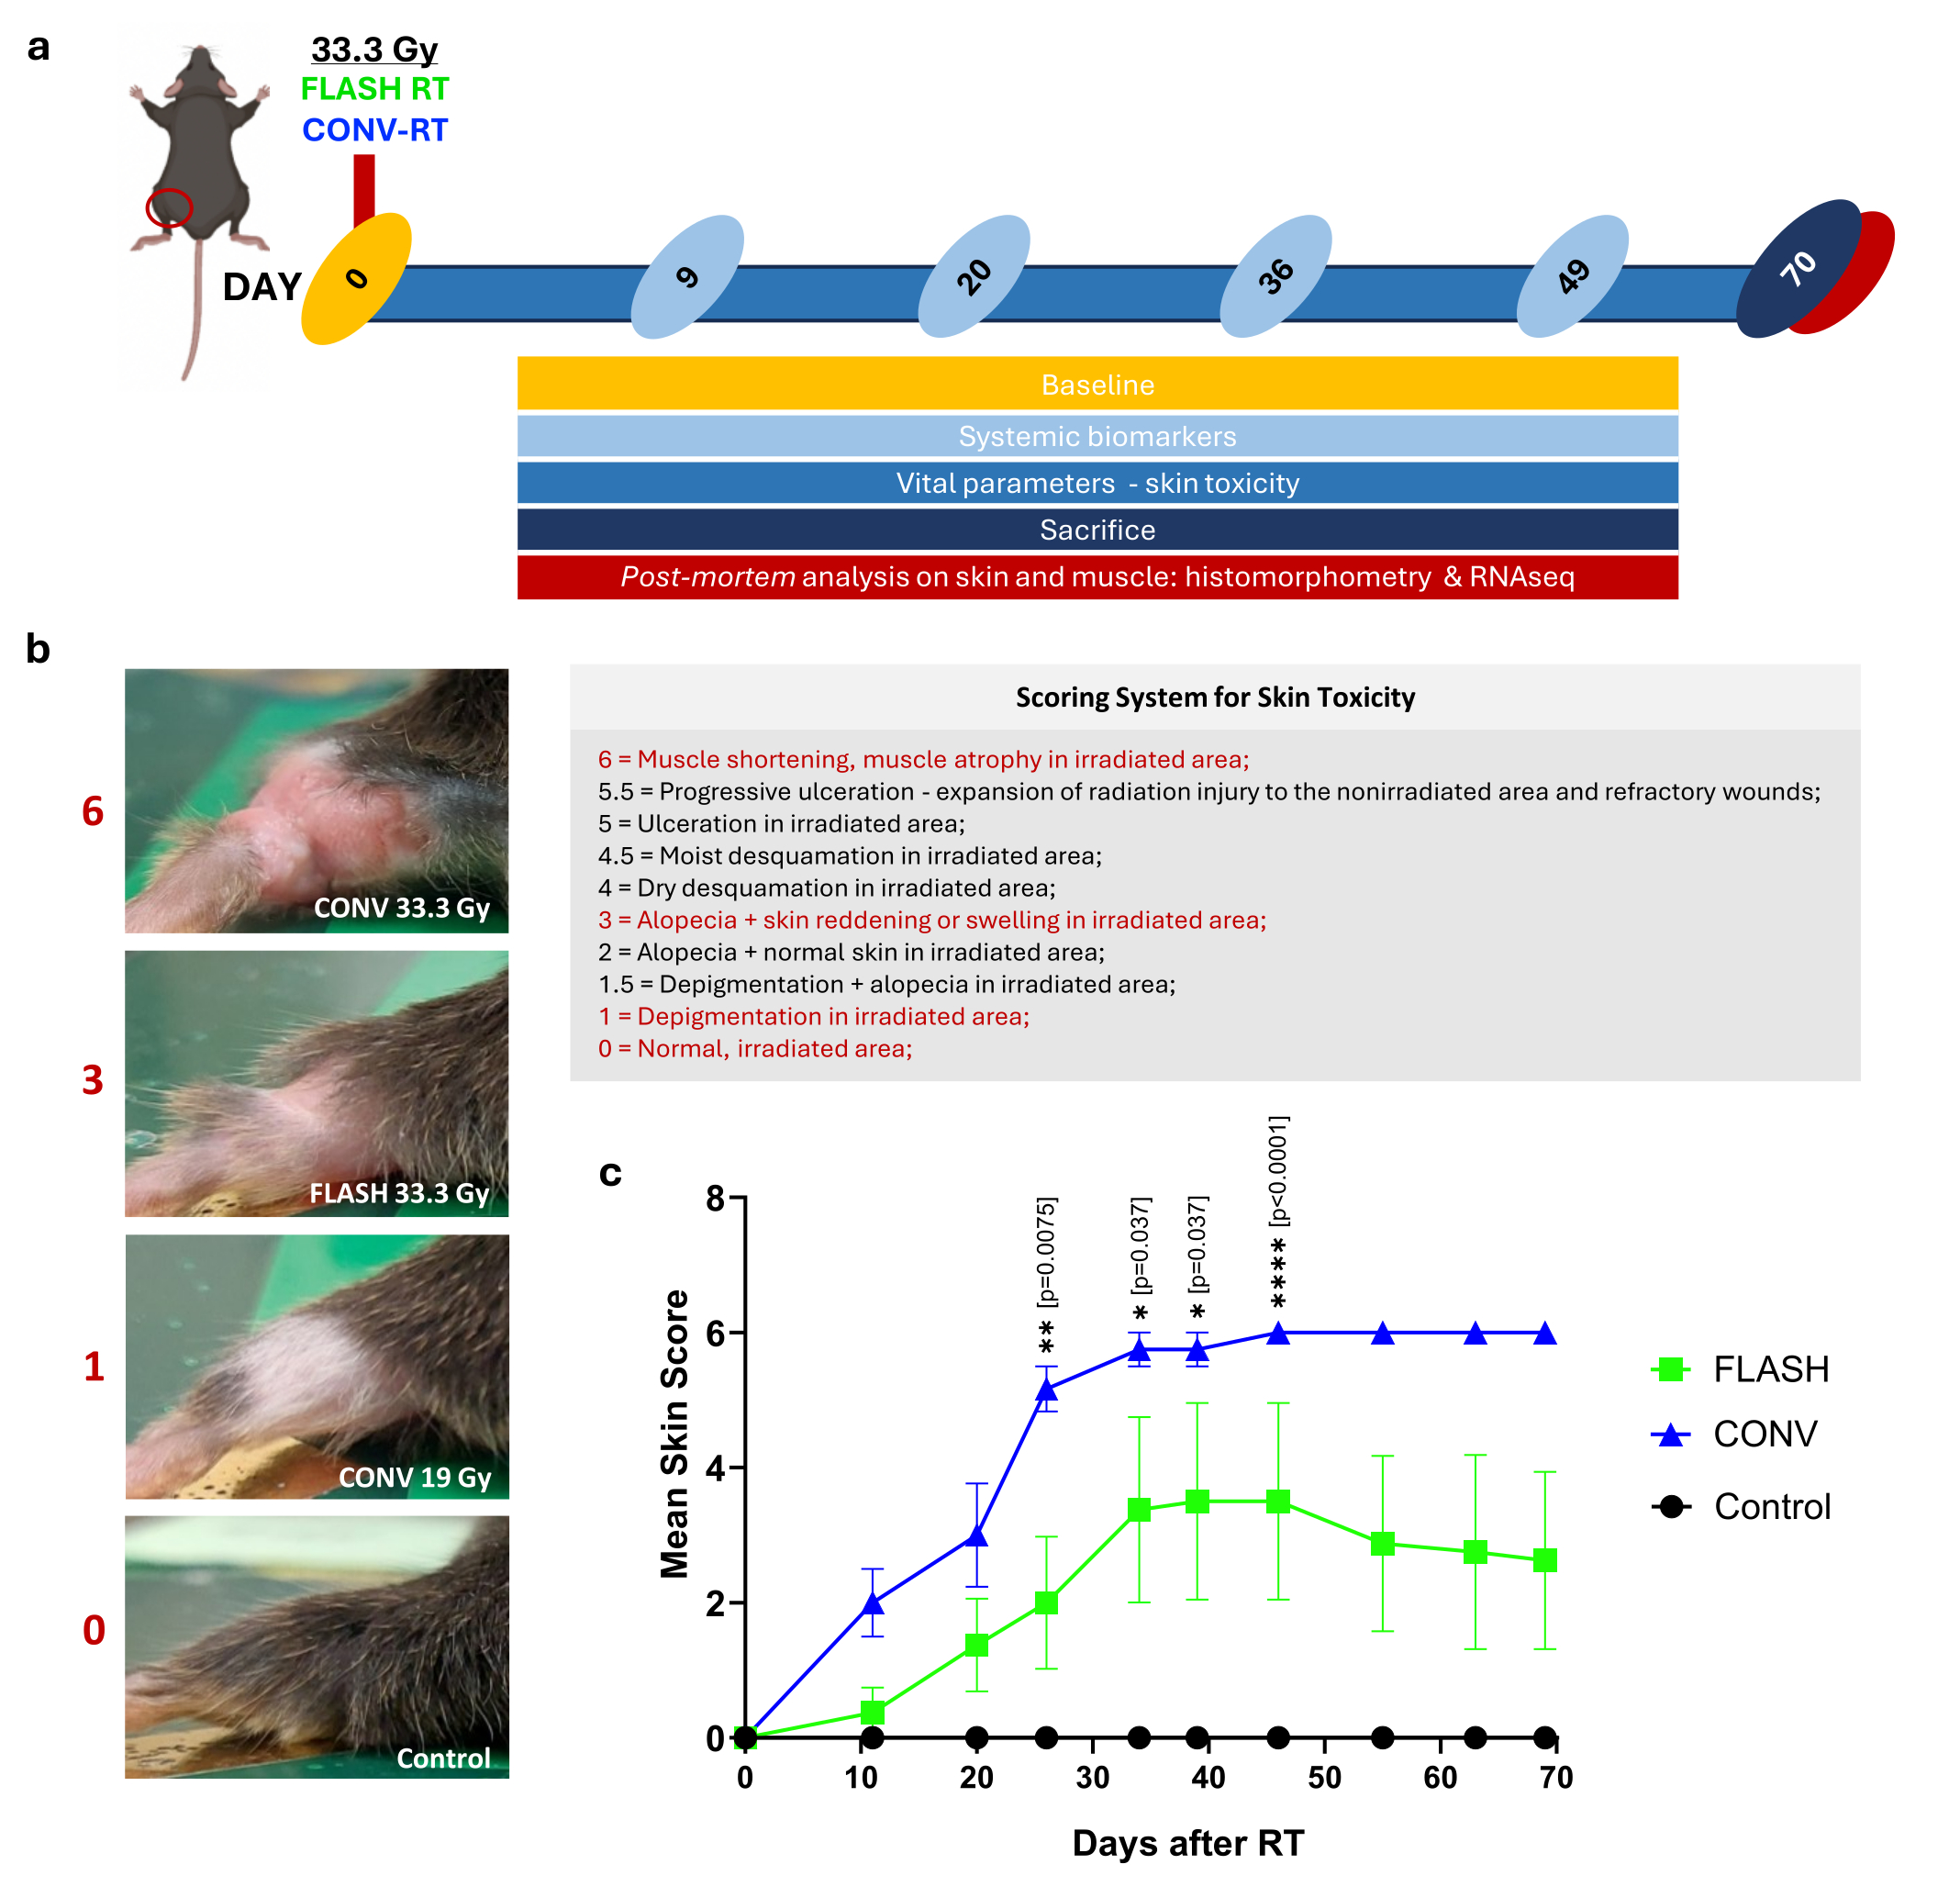 a
33.3 Gy
FLASH RT
CONV-RT
DAY
0
9
20
36
49
70
Baseline
Systemic biomarkers
Vital parameters - skin toxicity
Sacrifice
Post-mortem analysis on skin and muscle: histomorphometry & RNAseq
b
6
CONV 33.3 Gy
3
FLASH 33.3 Gy
1
CONV 19 Gy
0
Control
Scoring System for Skin Toxicity
6 = Muscle shortening, muscle atrophy in irradiated area;
5.5 = Progressive ulceration - expansion of radiation injury to the nonirradiated area and refractory wounds;
5 = Ulceration in irradiated area;
4.5 = Moist desquamation in irradiated area;
4 = Dry desquamation in irradiated area;
3 = Alopecia + skin reddening or swelling in irradiated area;
2 = Alopecia + normal skin in irradiated area;
1.5 = Depigmentation + alopecia in irradiated area;
1 = Depigmentation in irradiated area;
0 = Normal, irradiated area;
c
Mean Skin Score
8
6
4
2
0
** [p=0.0075]
* [p=0.037]
* [p=0.037]
**** [p<0.0001]
0 10 20 30 40 50 60 70
Days after RT
FLASH
CONV
Control